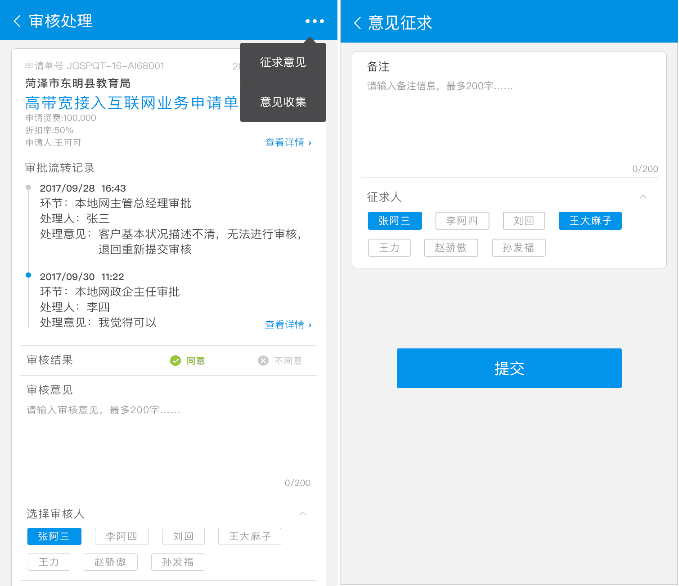 审核处理
申请单号 JGSPQT-16-AI68001
征求意见
意见收集
菏泽市东明县教育局
高带宽接入互联网业务申请单
申请资费:100,000
折扣率:50%
申请人:王可可
查看详情
审批流转记录
2017/09/28 16:43
环节：本地网主管总经理审批
处理人：张三
处理意见：客户基本状况描述不清，无法进行审核，
退回重新提交审核
2017/09/30 11:22
环节：本地网政企主任审批
处理人：李四
处理意见：我觉得可以
查看详情
审核结果
同意
不同意
审核意见
请输入审核意见，最多200字……
0/200
选择审核人
张阿三 李阿四 刘回 王大麻子
王力 赵骄傲 孙发福
意见征求
备注
请输入备注信息，最多200字……
0/200
征求人
张阿三 李阿四 刘回 王大麻子
王力 赵骄傲 孙发福
提交